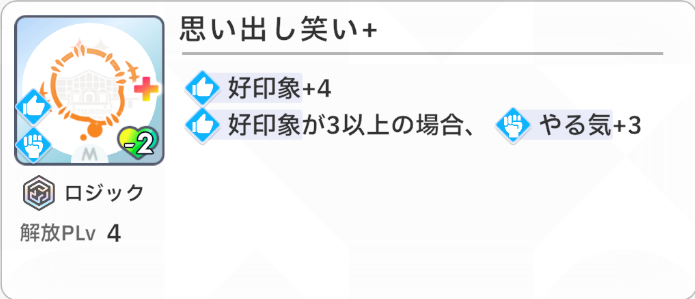 思い出し笑い+
好印象+4
好印象が3以上の場合、 やる気+3
M
-2
ロジック
解放PLv 4